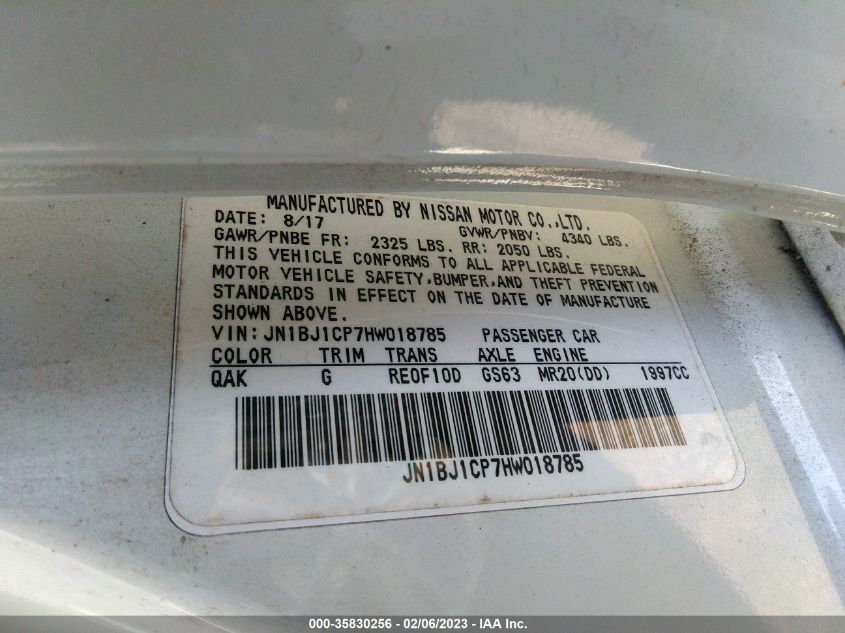 MANUFACTURED BY NISSAN MOTOR CO.,LTD.
DATE: 8/17 GVWR/PNBV: 4340 LBS.
GAWR/PNBE FR: 2325 LBS. RR: 2050 LBS.
THIS VEHICLE CONFORMS TO ALL APPLICABLE FEDERAL
MOTOR VEHICLE SAFETY,BUMPER,AND THEFT PREVENTION
STANDARDS IN EFFECT ON THE DATE OF MANUFACTURE
SHOWN ABOVE.
VIN:JN1BJ1CP7HW018785 PASSENGER CAR
COLOR TRIM TRANS AXLE ENGINE
QAK G RE0F10D GS63 MR20(DD) 1997CC
JN1BJ1CP7HW018785
000-35830256 - 02/06/2023 - IAA Inc.